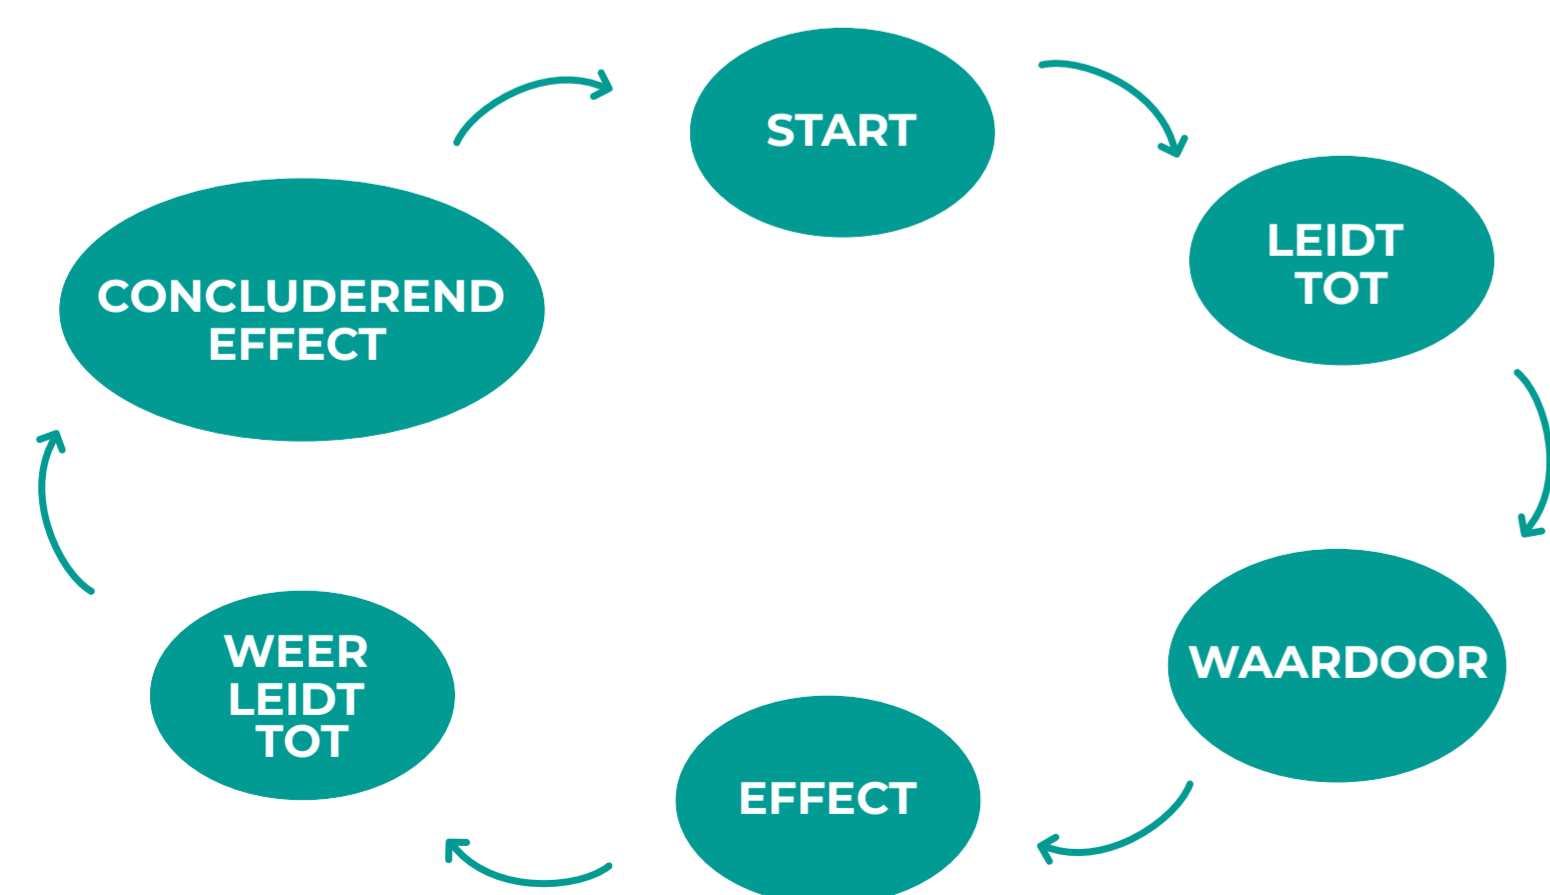 START
LEIDT
TOT
WAARDOOR
EFFECT
WEER
LEIDT
TOT
CONCLUDEREND
EFFECT